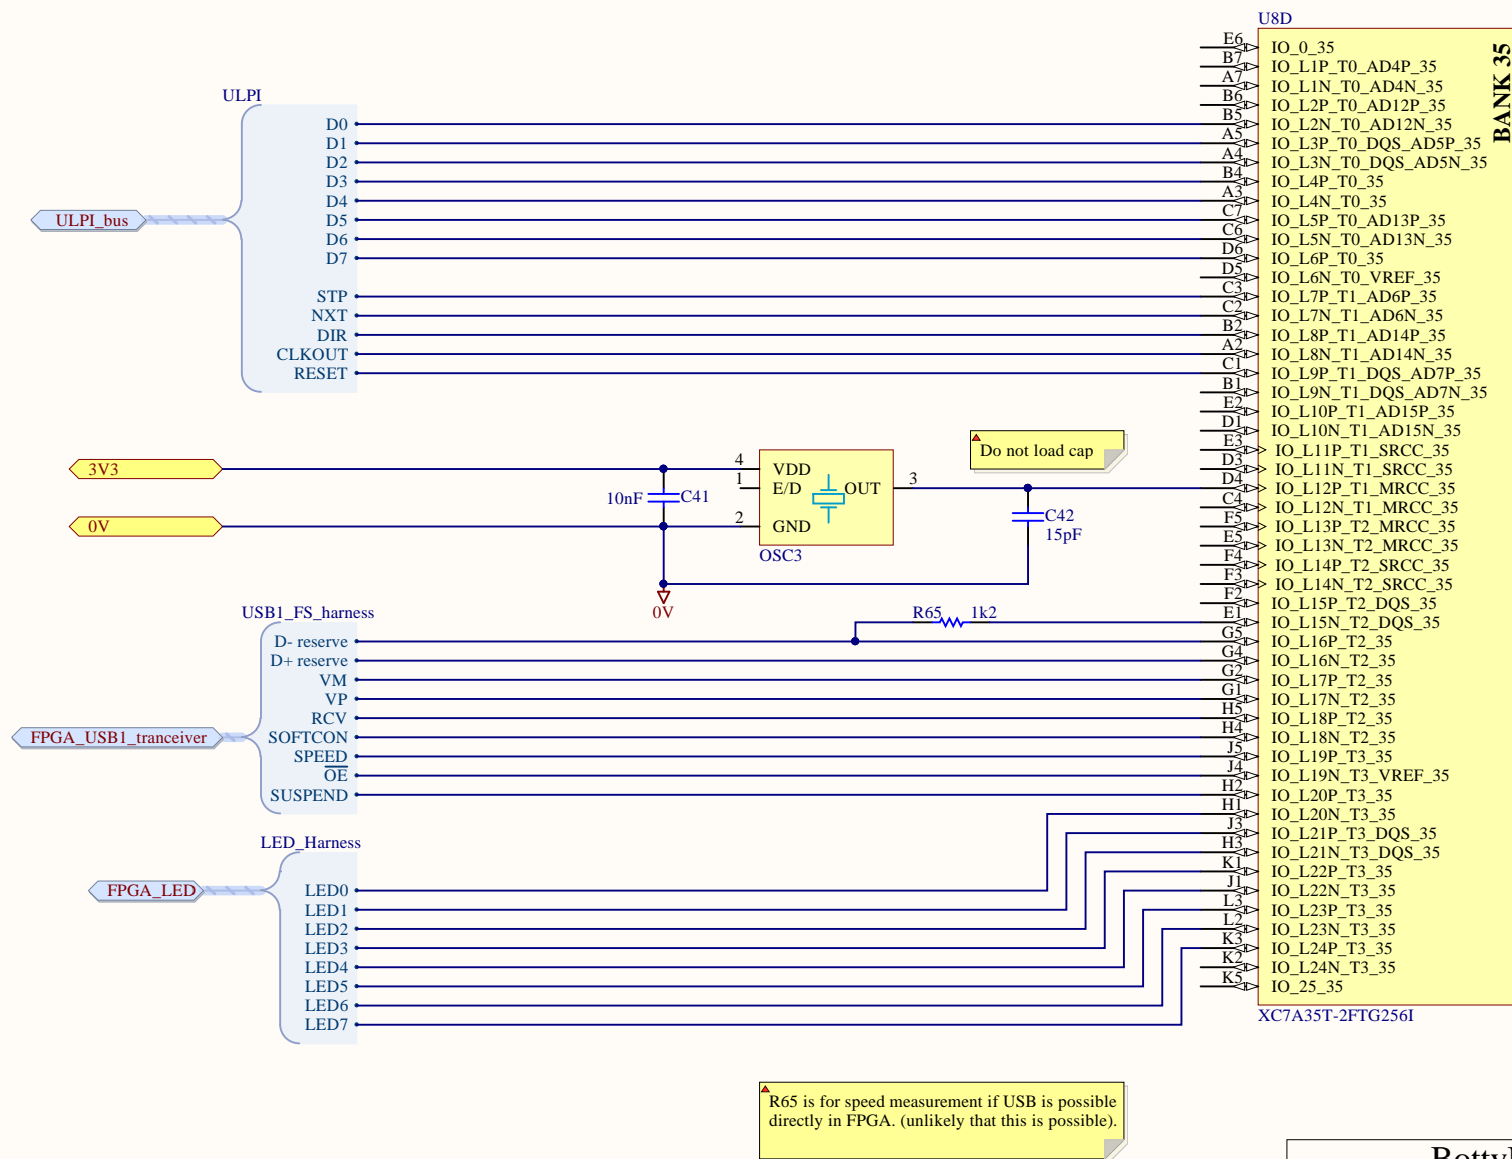 U8D
BANK 35
E6 IO_0_35
B7 IO_L1P_T0_AD4P_35
A7 IO_L1N_T0_AD4N_35
B6 IO_L2P_T0_AD12P_35
ULPI
D0 B5 IO_L2N_T0_AD12N_35
D1 A5 IO_L3P_T0_DQS_AD5P_35
D2 A4 IO_L3N_T0_DQS_AD5N_35
D3 B4 IO_L4P_T0_35
D4 A3 IO_L4N_T0_35
ULPI_bus D5 C7 IO_L5P_T0_AD13P_35
D6 C6 IO_L5N_T0_AD13N_35
D7 D6 IO_L6P_T0_35
D5 IO_L6N_T0_VREF_35
STP C3 IO_L7P_T1_AD6P_35
NXT C2 IO_L7N_T1_AD6N_35
DIR B2 IO_L8P_T1_AD14P_35
CLKOUT A2 IO_L8N_T1_AD14N_35
RESET C1 IO_L9P_T1_DQS_AD7P_35
B1 IO_L9N_T1_DQS_AD7N_35
E2 IO_L10P_T1_AD15P_35
D1 IO_L10N_T1_AD15N_35
Do not load cap E3 IO_L11P_T1_SRCC_35
3V3 4 VDD D3 IO_L11N_T1_SRCC_35
10nF C41 1 E/D OUT 3 D4 IO_L12P_T1_MRCC_35
C4 IO_L12N_T1_MRCC_35
0V 2 GND C42 F5 IO_L13P_T2_MRCC_35
15pF E5 IO_L13N_T2_MRCC_35
OSC3 F4 IO_L14P_T2_SRCC_35
F3 IO_L14N_T2_SRCC_35
0V F2 IO_L15P_T2_DQS_35
USB1_FS_harness R65 1k2 E1 IO_L15N_T2_DQS_35
D- reserve G5 IO_L16P_T2_35
D+ reserve G4 IO_L16N_T2_35
VM G2 IO_L17P_T2_35
VP G1 IO_L17N_T2_35
RCV H5 IO_L18P_T2_35
FPGA_USB1_tranceiver SOFTCON H4 IO_L18N_T2_35
SPEED J5 IO_L19P_T3_35
OE J4 IO_L19N_T3_VREF_35
SUSPEND H2 IO_L20P_T3_35
H1 IO_L20N_T3_35
LED_Harness J3 IO_L21P_T3_DQS_35
H3 IO_L21N_T3_DQS_35
K1 IO_L22P_T3_35
FPGA_LED LED0 J1 IO_L22N_T3_35
LED1 L3 IO_L23P_T3_35
LED2 L2 IO_L23N_T3_35
LED3 K3 IO_L24P_T3_35
LED4 K2 IO_L24N_T3_35
LED5 K5 IO_25_35
LED6
XC7A35T-2FTG256I
LED7
R65 is for speed measurement if USB is possible
directly in FPGA. (unlikely that this is possible).